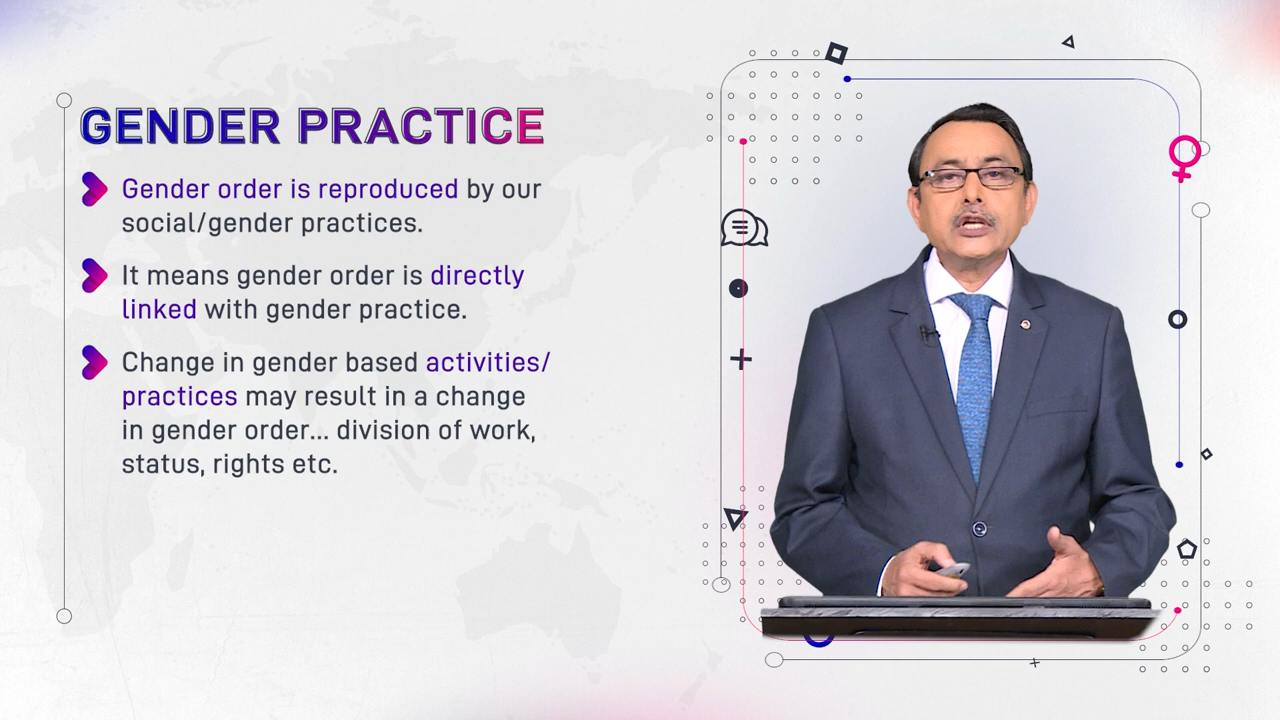 GENDER PRACTICE
Gender order is reproduced by our
social/gender practices.
It means gender order is directly
linked with gender practice.
Change in gender based activities/
practices may result in a change
in gender order... division of work,
status, rights etc.